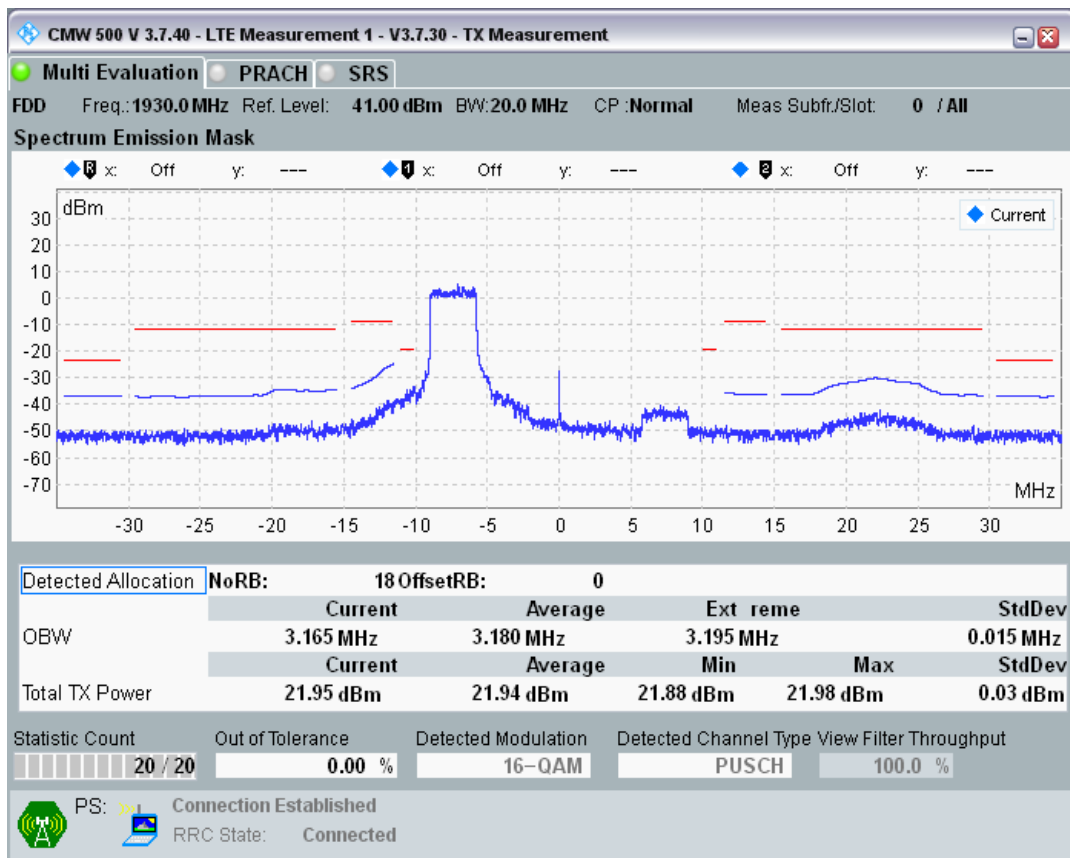 CMW 500 V 3.7.40 - LTE Measurement 1 - V3.7.30 - TX Measurement
Multi Evaluation PRACH SRS
FDD Freq.: 1930.0 MHz Ref. Level: 41.00 dBm BW: 20.0 MHz CP :Normal Meas Subfr./Slot: 0 / All
Spectrum Emission Mask
R x: Off y: --- 1 x: Off y: --- 2 x: Off y: ---
dBm
Current
30
20
10
0
-10
-20
-30
-40
-50
-60
-70
MHz
-30 -25 -20 -15 -10 -5 0 5 10 15 20 25 30
Detected Allocation NoRB: 18 OffsetRB: 0
Current Average Ext reme StdDev
OBW 3.165 MHz 3.180 MHz 3.195 MHz 0.015 MHz
Current Average Min Max StdDev
Total TX Power 21.95 dBm 21.94 dBm 21.88 dBm 21.98 dBm 0.03 dBm
Statistic Count Out of Tolerance Detected Modulation Detected Channel Type View Filter Throughput
20 / 20 0.00 % 16-QAM PUSCH 100.0 %
PS: Connection Established
RRC State: Connected